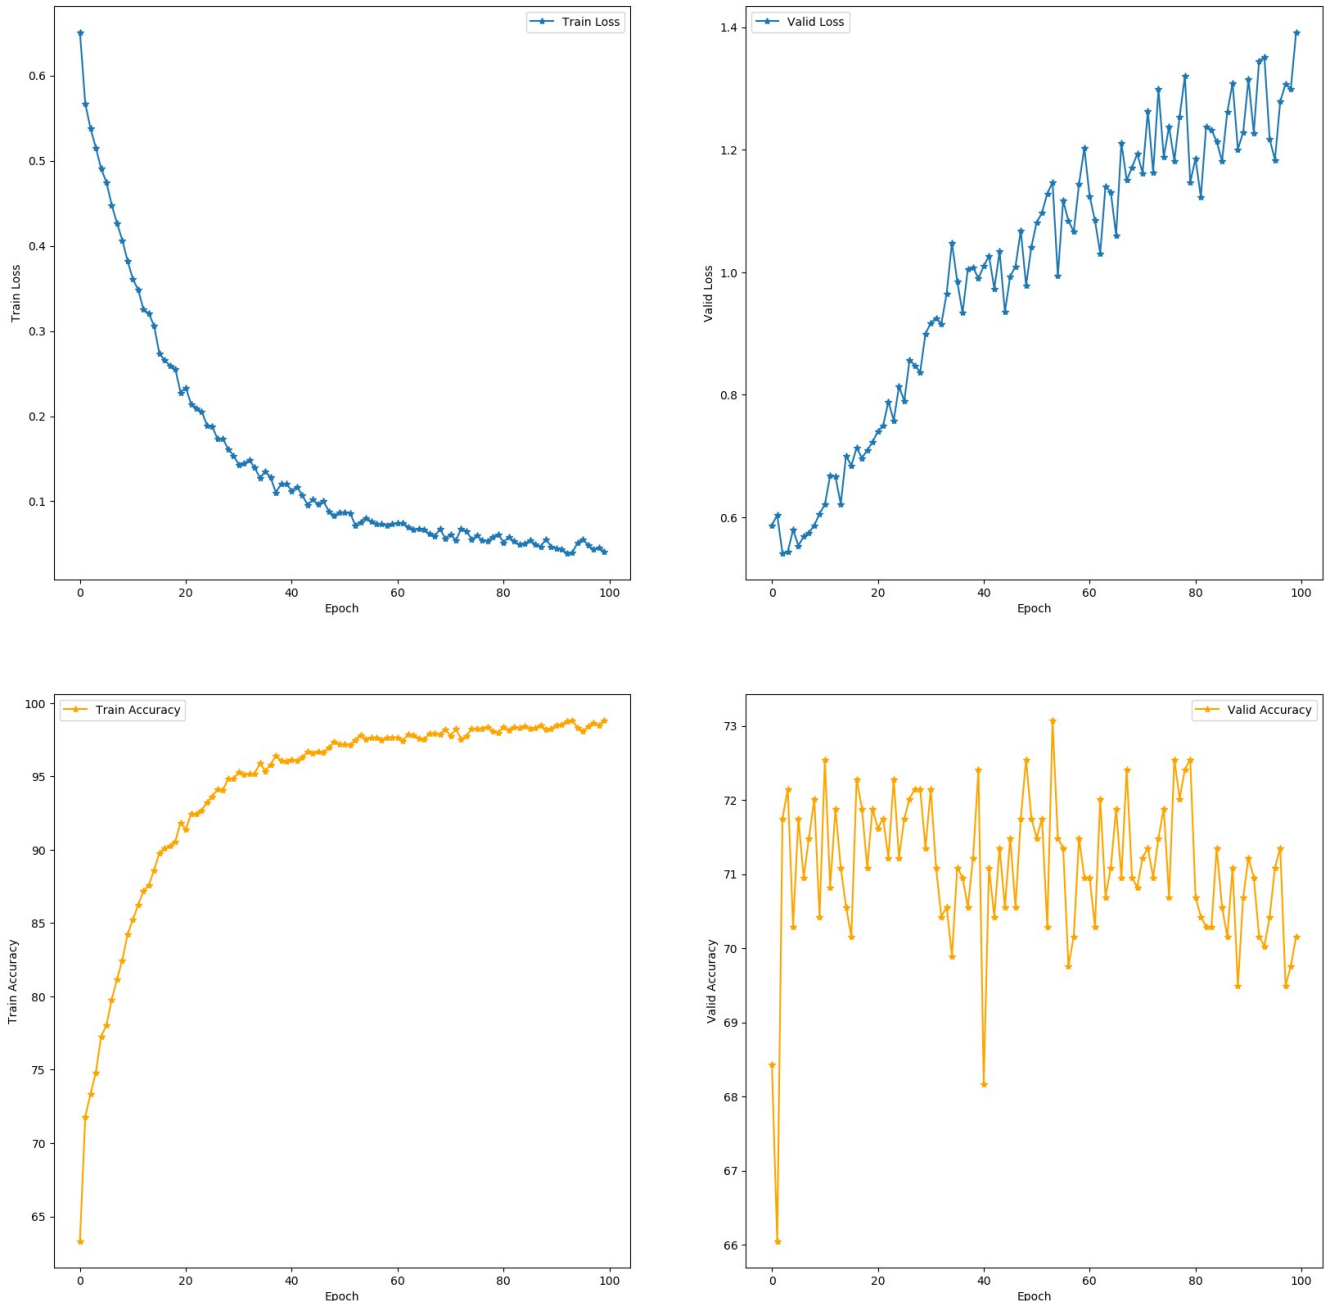 Train Loss
0.6
0.5
0.4
0.3
0.2
0.1
Train Loss
0 20 40 60 80 100
Epoch
Valid Loss
1.4
1.2
1.0
0.8
0.6
Valid Loss
0 20 40 60 80 100
Epoch
Train Accuracy
100
95
90
85
80
75
70
65
Train Accuracy
0 20 40 60 80 100
Epoch
Valid Accuracy
73
72
71
70
69
68
67
66
Valid Accuracy
0 20 40 60 80 100
Epoch